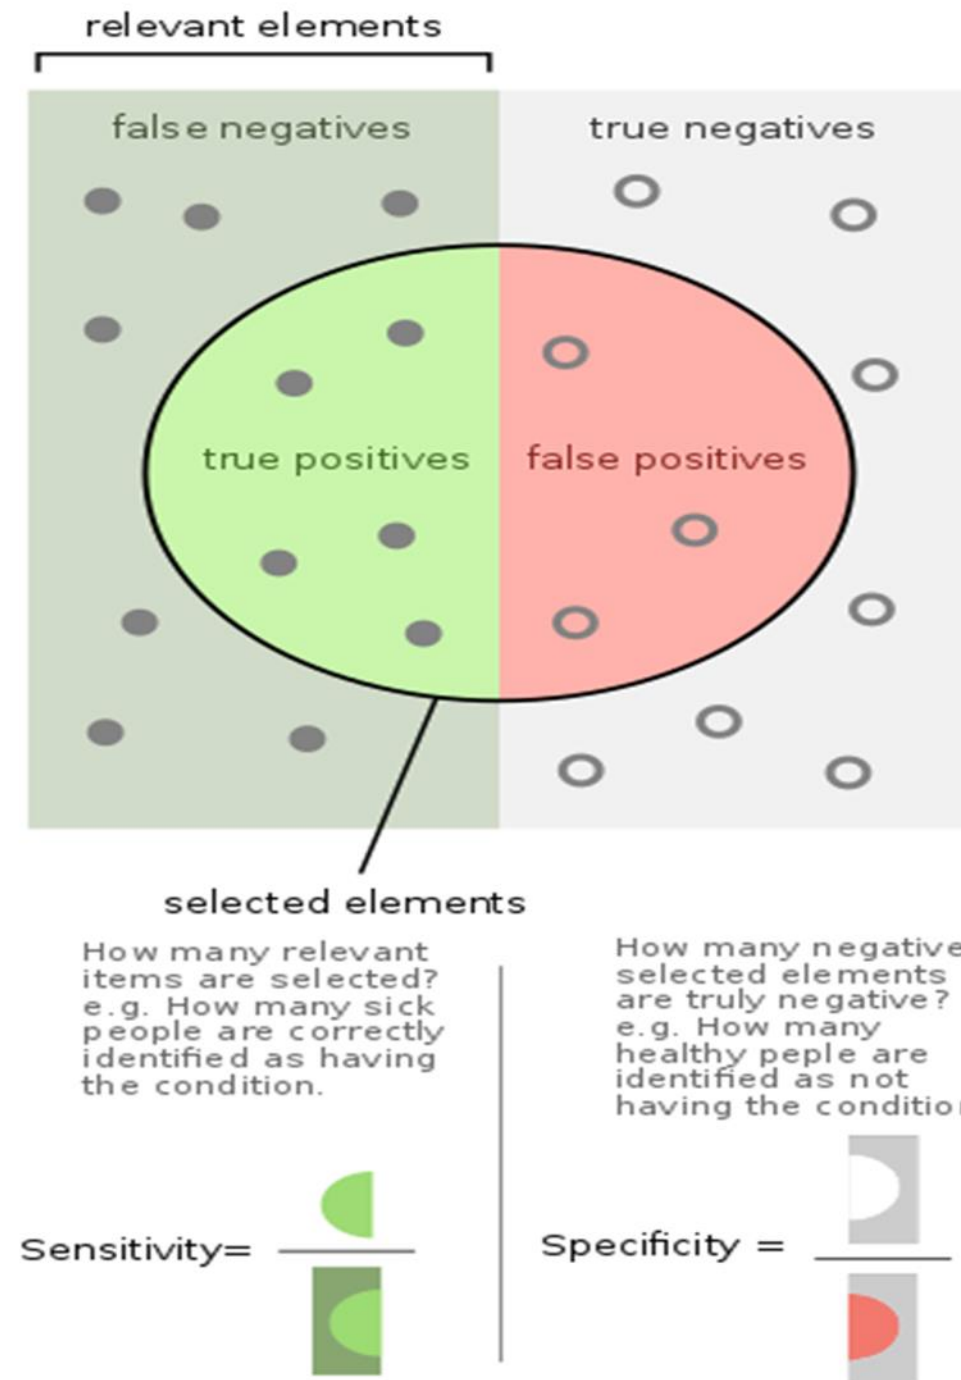 relevant elements
false negatives
true negatives
true positives
false positives
selected elements
How many relevant
items are selected?
e.g. How many sick
people are correctly
identified as having
the condition.
How many negative
selected elements
are truly negative?
e.g. How many
healthy peple are
identified as not
having the conditio
Sensitivity=
Specificity =